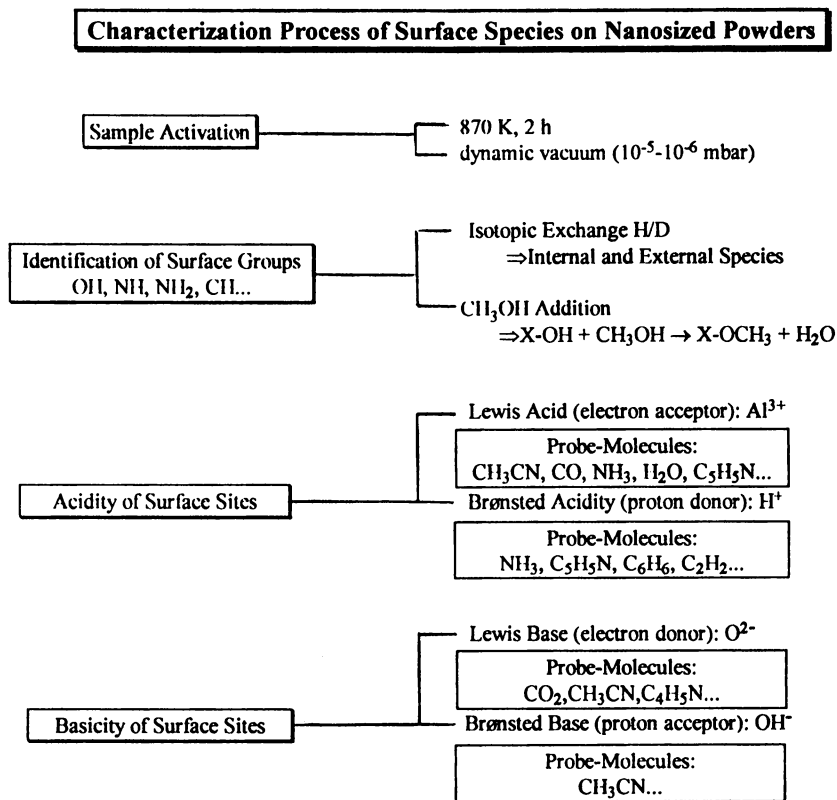 Characterization Process of Surface Species on Nanosized Powders
Sample Activation
870 K, 2 h
dynamic vacuum (10⁻⁵-10⁻⁶ mbar)
Identification of Surface Groups
OH, NH, NH₂, CH...
Isotopic Exchange H/D
⇒Internal and External Species
CH₃OH Addition
⇒X-OH + CH₃OH → X-OCH₃ + H₂O
Acidity of Surface Sites
Lewis Acid (electron acceptor): Al³⁺
Probe-Molecules:
CH₃CN, CO, NH₃, H₂O, C₅H₅N...
Brønsted Acidity (proton donor): H⁺
Probe-Molecules:
NH₃, C₅H₅N, C₆H₆, C₂H₂...
Basicity of Surface Sites
Lewis Base (electron donor): O²⁻
Probe-Molecules:
CO₂,CH₃CN,C₄H₅N...
Brønsted Base (proton acceptor): OH⁻
Probe-Molecules:
CH₃CN...